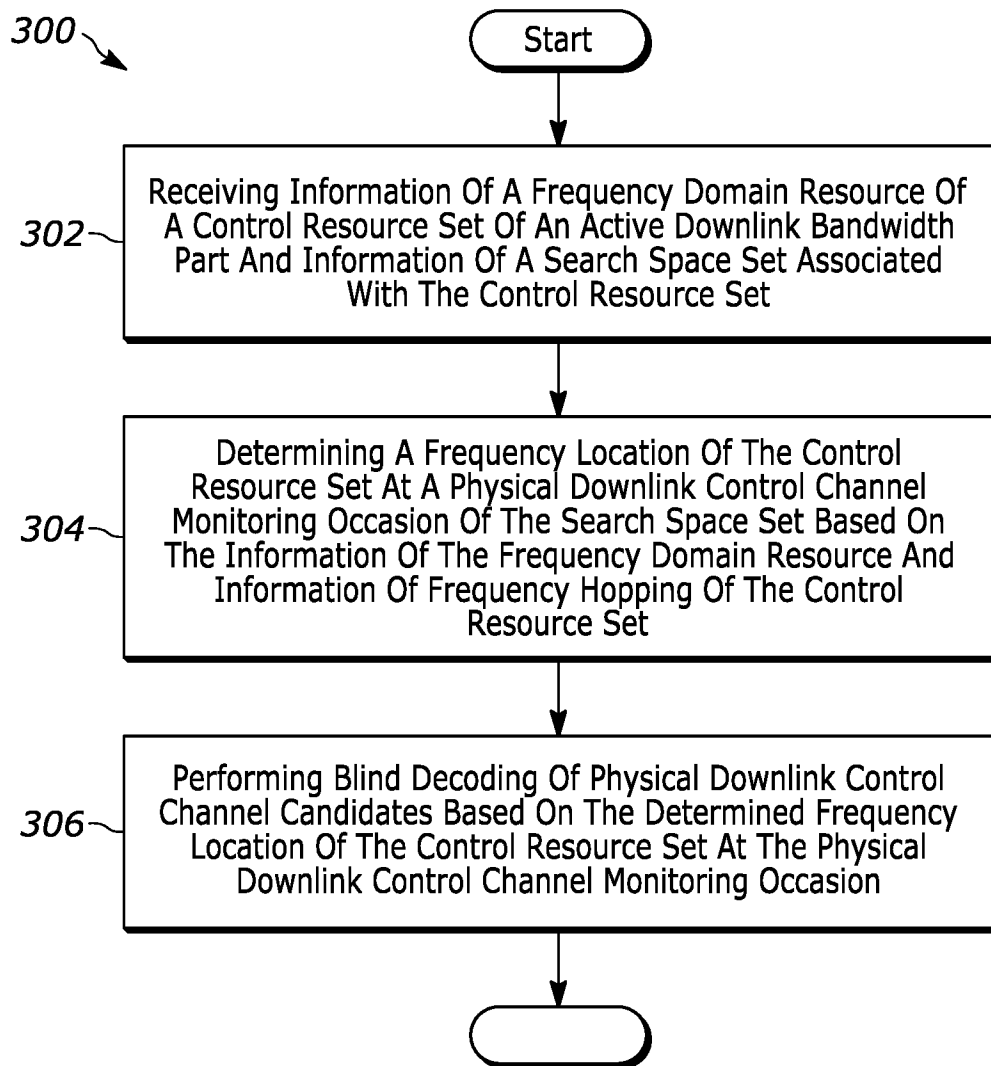 300
Start
302
Receiving Information Of A Frequency Domain Resource Of
A Control Resource Set Of An Active Downlink Bandwidth
Part And Information Of A Search Space Set Associated
With The Control Resource Set
304
Determining A Frequency Location Of The Control
Resource Set At A Physical Downlink Control Channel
Monitoring Occasion Of The Search Space Set Based On
The Information Of The Frequency Domain Resource And
Information Of Frequency Hopping Of The Control
Resource Set
306
Performing Blind Decoding Of Physical Downlink Control
Channel Candidates Based On The Determined Frequency
Location Of The Control Resource Set At The Physical
Downlink Control Channel Monitoring Occasion